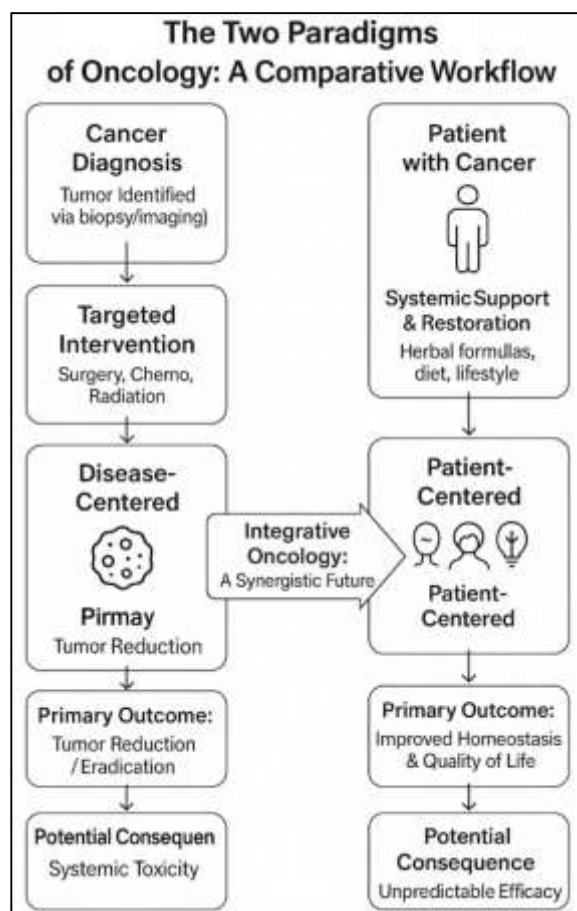 The Two Paradigms
of Oncology: A Comparative Workflow
Cancer
Diagnosis
Tumor Identified
via biopsy/imaging)
Targeted
Intervention
Surgery, Chemo,
Radiation
Disease-
Centered
Pirmay
Tumor Reduction
Primary Outcome:
Tumor Reduction
/Eradication
Potential Consequen
Systemic Toxicity
Integrative
Oncology:
A Synergistic Future
Patient
with Cancer
Systemic Support
& Restoration
Herbal formulas,
diet, lifestyle
Patient-
Centered
Patient-
Centered
Primary Outcome:
Improved Homeostasis
& Quality of Life
Potential
Consequence
Unpredictable Efficacy